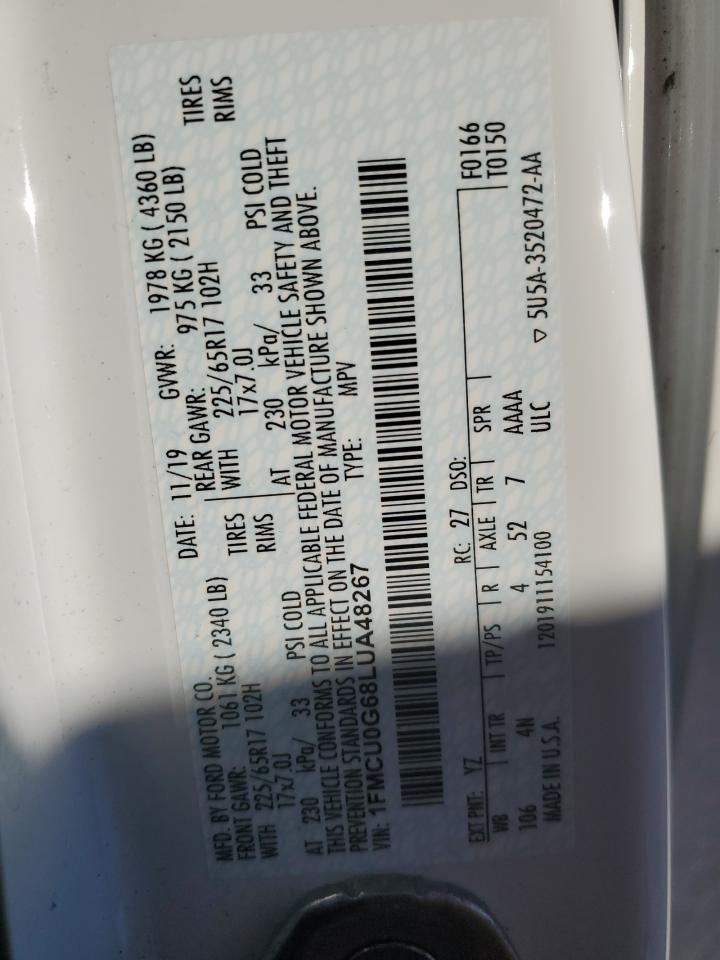 MFD. BY FORD MOTOR CO. DATE: 11/19 GVWR: 1978 KG ( 4360 LB)
FRONT GAWR: 1061 KG ( 2340 LB) REAR GAWR: 975 KG ( 2150 LB)
WITH 225/65R17 102H TIRES WITH 225/65R17 102H TIRES
17x7.0J RIMS 17x7.0J RIMS
AT 230 kPa/ 33 PSI COLD AT 230 kPa/ 33 PSI COLD
THIS VEHICLE CONFORMS TO ALL APPLICABLE FEDERAL MOTOR VEHICLE SAFETY AND THEFT
PREVENTION STANDARDS IN EFFECT ON THE DATE OF MANUFACTURE SHOWN ABOVE.
VIN: 1FMCU0G68LUA48267 TYPE: MPV
F0166
EXT PNT: YZ RC: 27 DSO: T0150
WB INT TR TP/PS R AXLE TR SPR
106 4N 4 52 7 AAAA
MADE IN U.S.A. 1201911154100 ULC ▽ 5U5A-3520472-AA